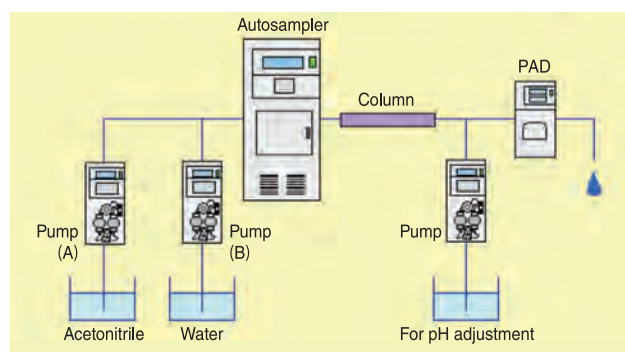 Autosampler
PAD
Column
Pump
(A)
Pump
(B)
Pump
Acetonitrile
Water
For pH adjustment